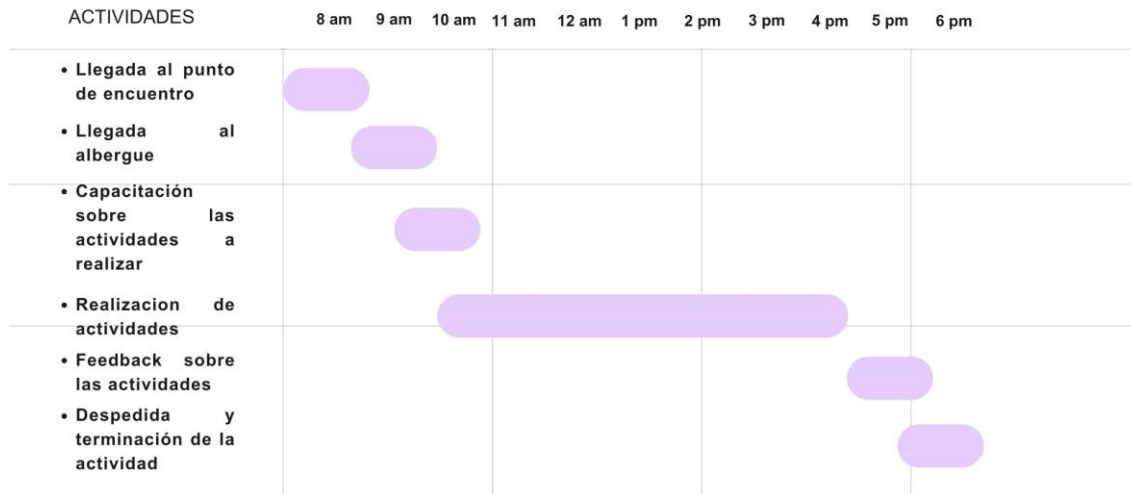 ACTIVIDADES
8 am 9 am 10 am 11 am 12 am 1 pm 2 pm 3 pm 4 pm 5 pm 6 pm
• Llegada al punto
de encuentro
• Llegada al
albergue
• Capacitación
sobre las
actividades a
realizar
• Realizacion de
actividades
• Feedback sobre
las actividades
• Despedida y
terminación de la
actividad